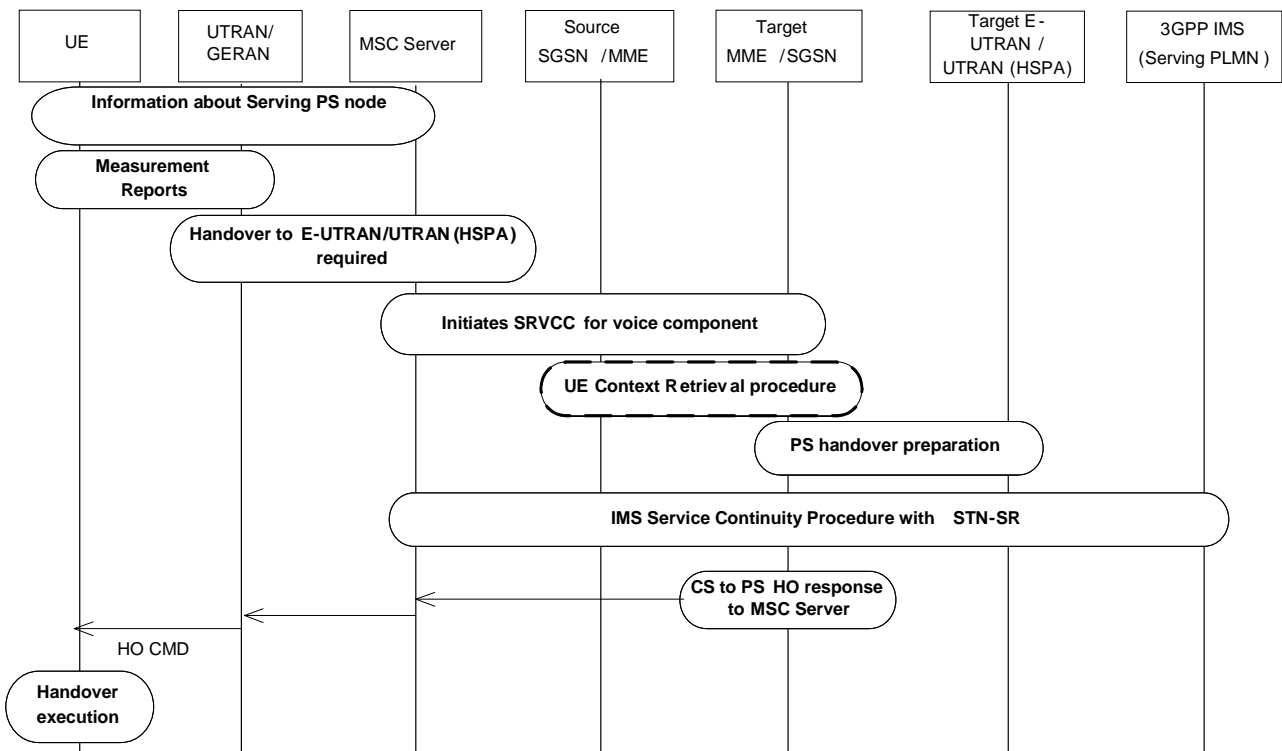 UE
UTRAN/
GERAN
MSC Server
Source
SGSN /MME
Target
MME /SGSN
Target E-
UTRAN /
UTRAN (HSPA)
3GPP IMS
(Serving PLMN )
Information about Serving PS node
Measurement
Reports
Handover to E-UTRAN/UTRAN (HSPA)
required
Initiates SRVCC for voice component
UE Context Retrieval procedure
PS handover preparation
IMS Service Continuity Procedure with STN-SR
CS to PS HO response
to MSC Server
HO CMD
Handover
execution